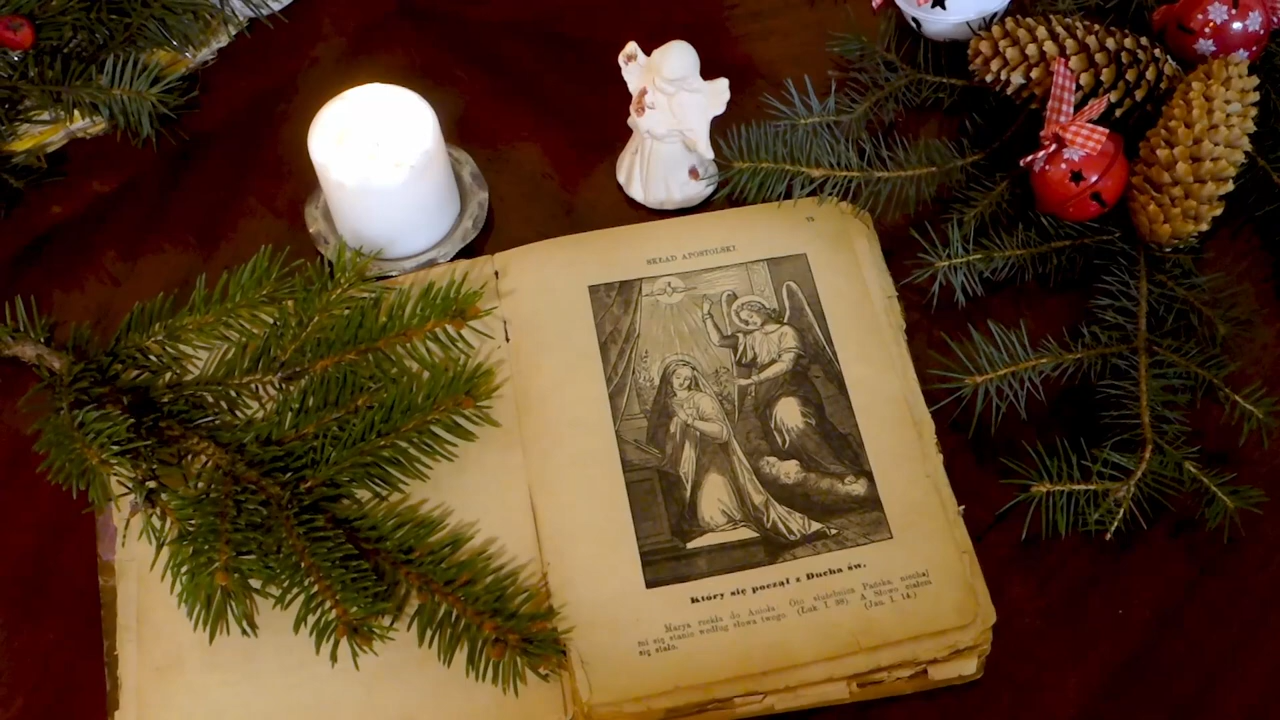 SKŁAD APOSTOLSKI.
Który się począł z Ducha św.
Marya rzekła do Anioła: Oto służebnica Pańska, niechaj
mi się stanie według słowa twego. (Łuk. I. 38). A Słowo ciałem
się stało. (Jan. I. 14.)